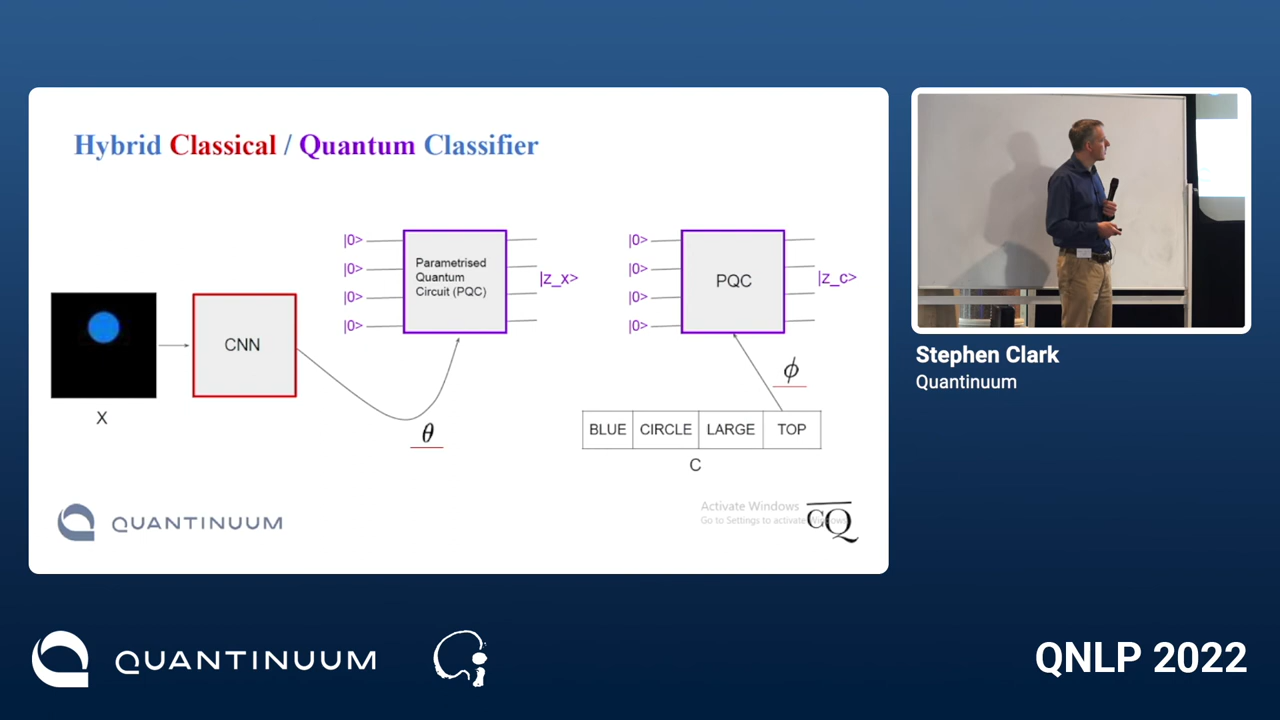 Hybrid Classical / Quantum Classifier
|0>
|0>
|0>
|0>
Parametrised
Quantum
Circuit (PQC)
|z_x>
|0>
|0>
|0>
|0>
PQC
|z_c>
CNN
X
θ
ϕ
BLUE CIRCLE LARGE TOP
C
QUANTINUUM
Activate Windows
Go to Settings to activate Windows.
CQ
Stephen Clark
Quantinuum
QUANTINUUM
QNLP 2022